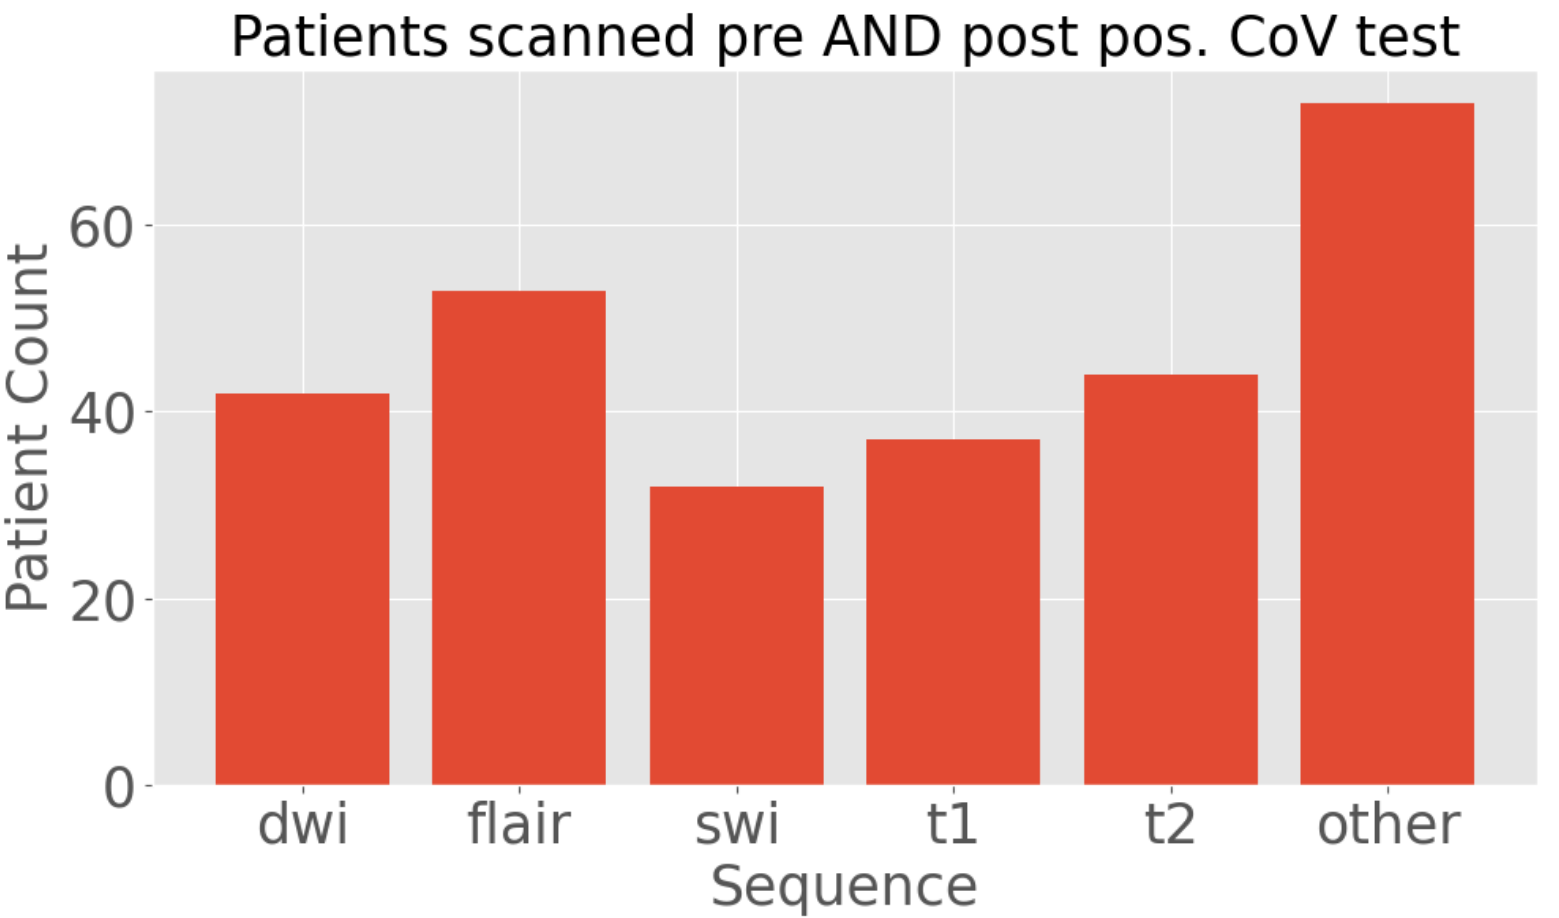 Patients scanned pre AND post pos. CoV test
Patient Count
60
40
20
0
dwi flair swi t1 t2 other
Sequence